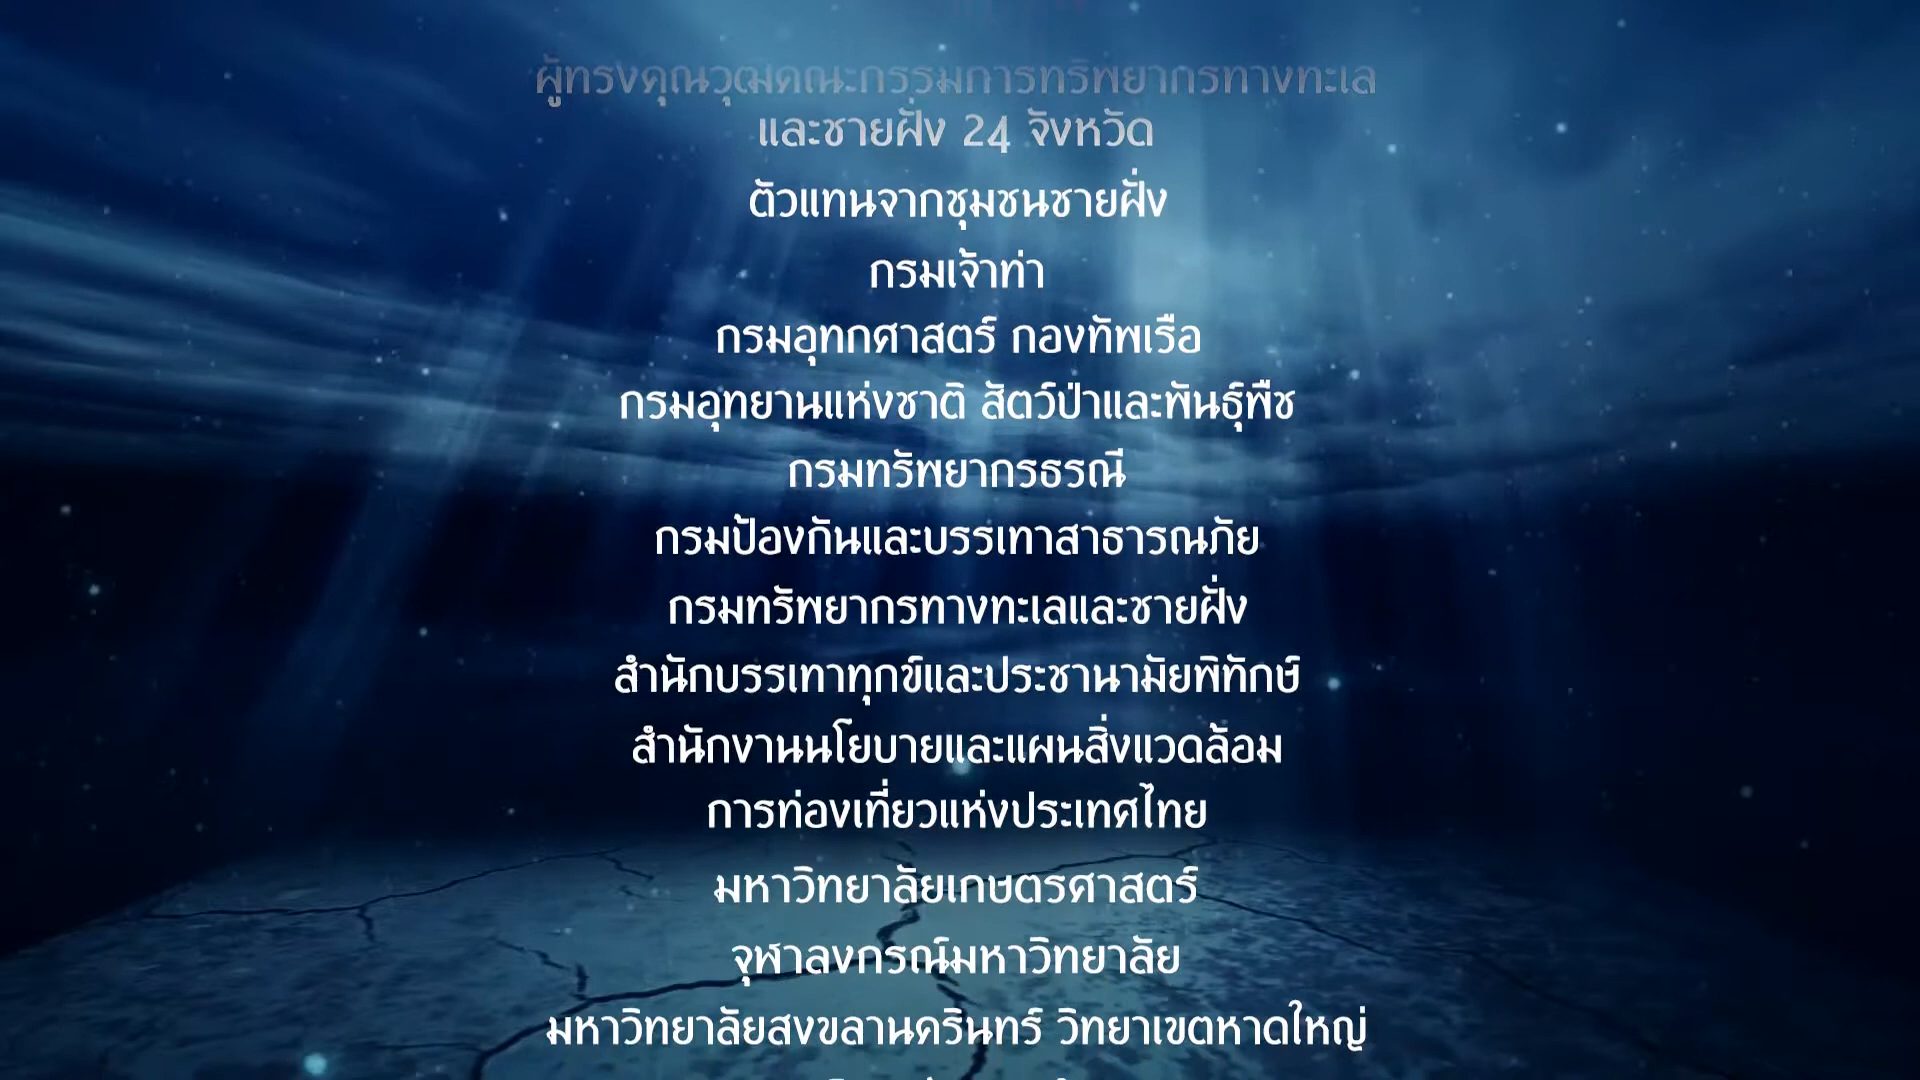 ผู้ทรงคุณวุฒิคณะกรรมการทรัพยากรทางทะเล
และชายฝั่ง 24 จังหวัด
ตัวแทนจากชุมชนชายฝั่ง
กรมเจ้าท่า
กรมอุทกศาสตร์ กองทัพเรือ
กรมอุทยานแห่งชาติ สัตว์ป่าและพันธุ์พืช
กรมทรัพยากรธรณี
กรมป้องกันและบรรเทาสาธารณภัย
กรมทรัพยากรทางทะเลและชายฝั่ง
สำนักบรรเทาทุกข์และประชานามัยพิทักษ์
สำนักงานนโยบายและแผนสิ่งแวดล้อม
การท่องเที่ยวแห่งประเทศไทย
มหาวิทยาลัยเกษตรศาสตร์
จุฬาลงกรณ์มหาวิทยาลัย
มหาวิทยาลัยสงขลานครินทร์ วิทยาเขตหาดใหญ่